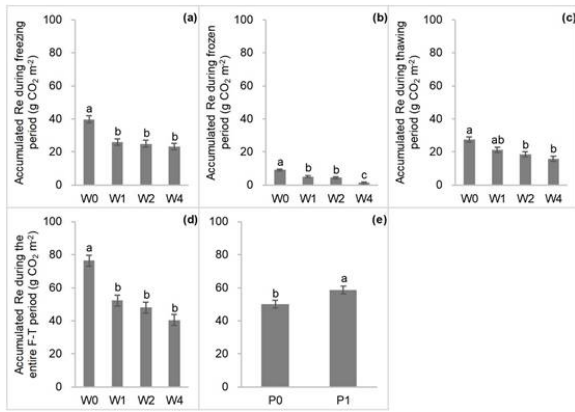 Accumulated Re during freezing
period (g CO2 m-2)
100
80
60
40
20
0
(a)
a
b
b
b
W0 W1 W2 W4
Accumulated Re during frozen
period (g CO2 m-2)
100
80
60
40
20
0
(b)
a
b
b
c
W0 W1 W2 W4
Accumulated Re during thawing
period (g CO2 m-2)
100
80
60
40
20
0
(c)
a
ab
b
b
W0 W1 W2 W4
Accumulated Re during the
entire F-T period (g CO2 m-2)
100
80
60
40
20
0
(d)
a
b
b
b
W0 W1 W2 W4
100
80
60
40
20
0
(e)
b
a
P0 P1